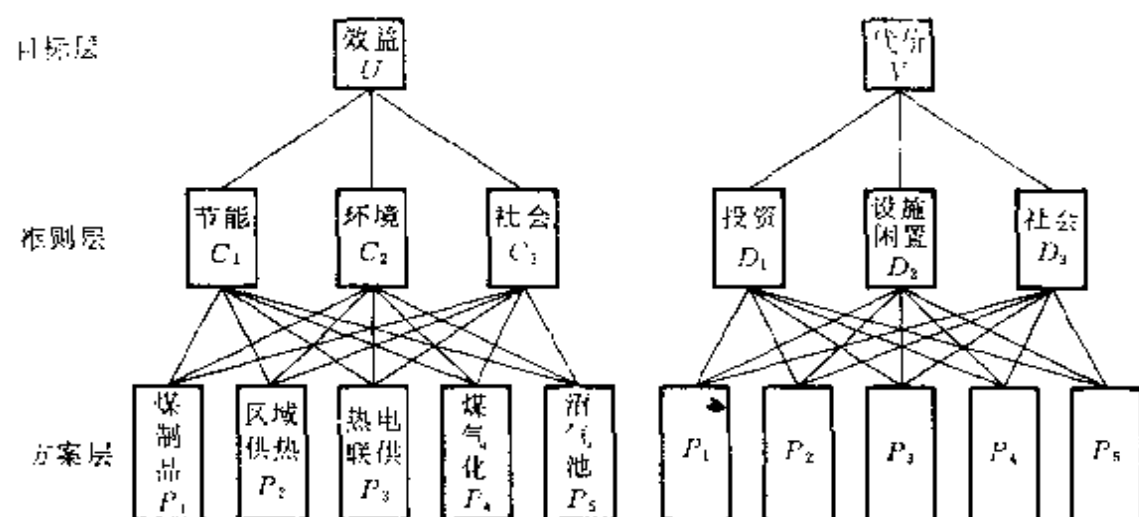 目标层
效益
U
代价
V
准则层
节能
C₁
环境
C₂
社会
C₃
投资
D₁
设施
闲置
D₂
社会
D₃
方案层
煤制品
P₁
区域
供热
P₂
热电
联供
P₃
煤气化
P₄
沼气池
P₅
P₁
P₂
P₃
P₄
P₅